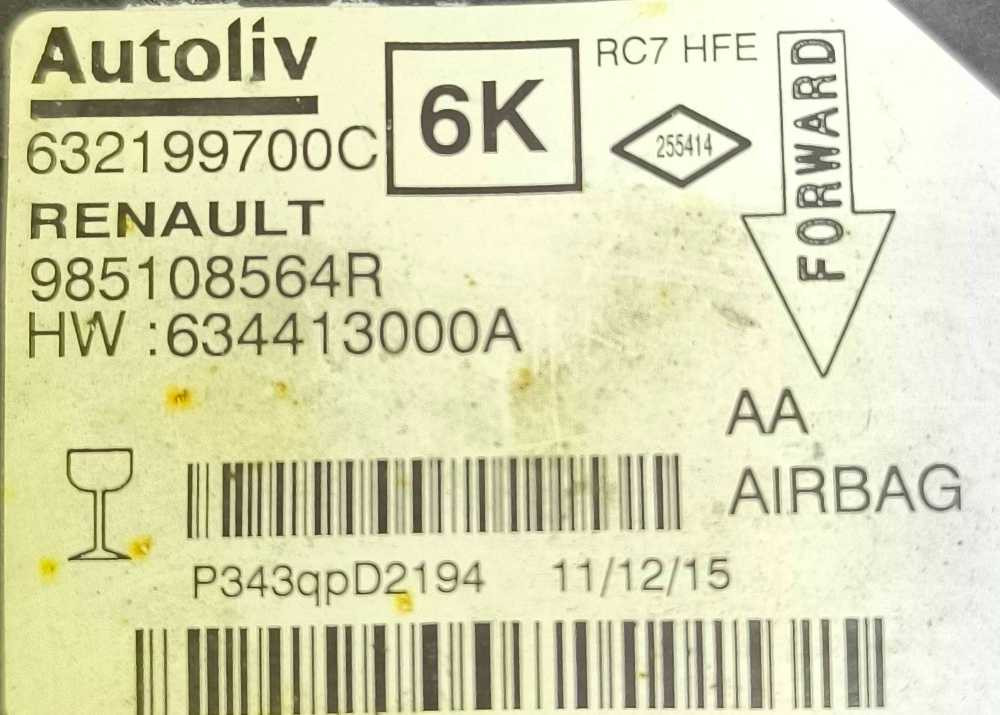 Autoliv
632199700C
6K
RC7 HFE
255414
FORWARD
RENAULT
985108564R
HW :634413000A
AA
AIRBAG
P343qpD2194 11/12/15